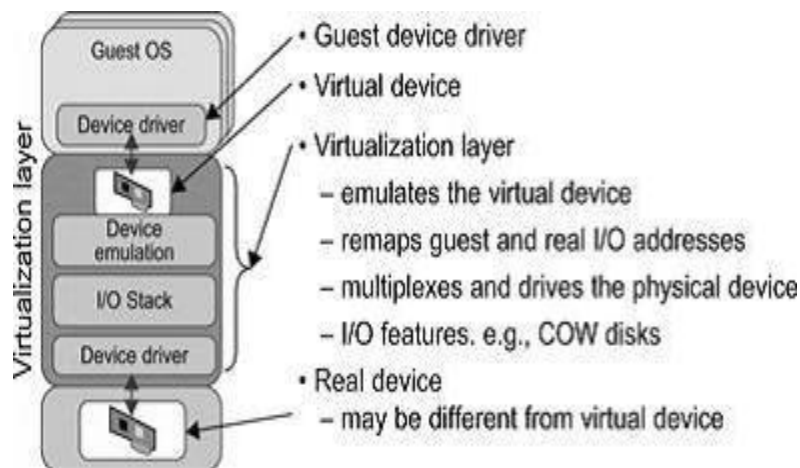 Guest OS
Device driver
Virtualization layer
Device
emulation
I/O Stack
Device driver
• Guest device driver
• Virtual device
• Virtualization layer
– emulates the virtual device
– remaps guest and real I/O addresses
– multiplexes and drives the physical device
– I/O features. e.g., COW disks
• Real device
– may be different from virtual device